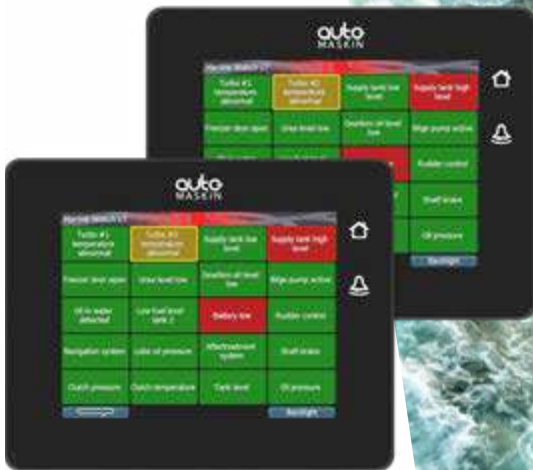 auto
MASKIN
Turbo #1 temperature abnormal
Turbo #2 temperature abnormal
Supply tank low level
Supply tank high level
Freezer door open
Urea level low
Gearbox oil level low
Bilge pump active
Rudder control
Shaft brake
Oil pressure
Backlight
auto
MASKIN
Turbo #1 temperature abnormal
Turbo #2 temperature abnormal
Supply tank low level
Supply tank high level
Freezer door open
Urea level low
Gearbox oil level low
Bilge pump active
Oil in water detected
Low fuel level tank 2
Battery low
Rudder control
Navigation system
Lube oil pressure
Aftertreatment system
Shaft brake
Clutch pressure
Clutch temperature
Tank level
Oil pressure
Backlight